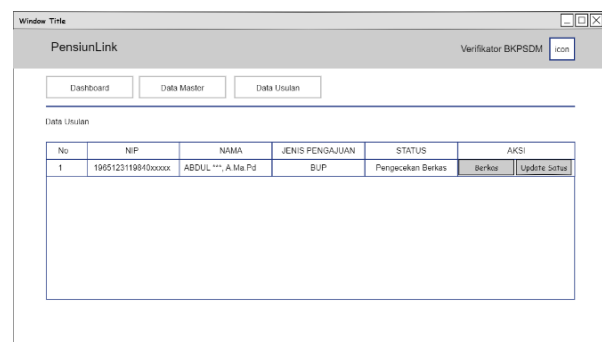 Window Title
PensiunLink
Verifikator BKPSDM icon
Dashboard Data Master Data Usulan
Data Usulan
No NIP NAMA JENIS PENGAJUAN STATUS AKSI
1 1965123119840xxxxx ABDUL ***, A.Ma.Pd BUP Pengecekan Berkas Berkas Update Satus